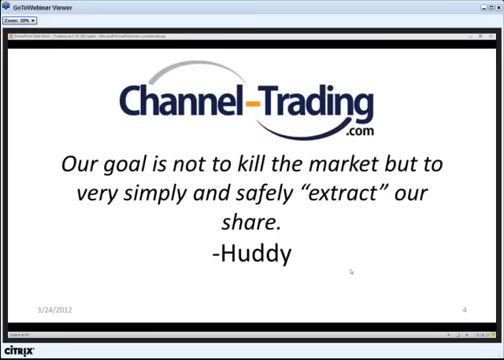 GoToWebinar Viewer
Zoom: 59%
Channel-Trading
.com
Our goal is not to kill the market but to
very simply and safely “extract” our
share.
-Huddy
3/24/2012
4
CITRIX